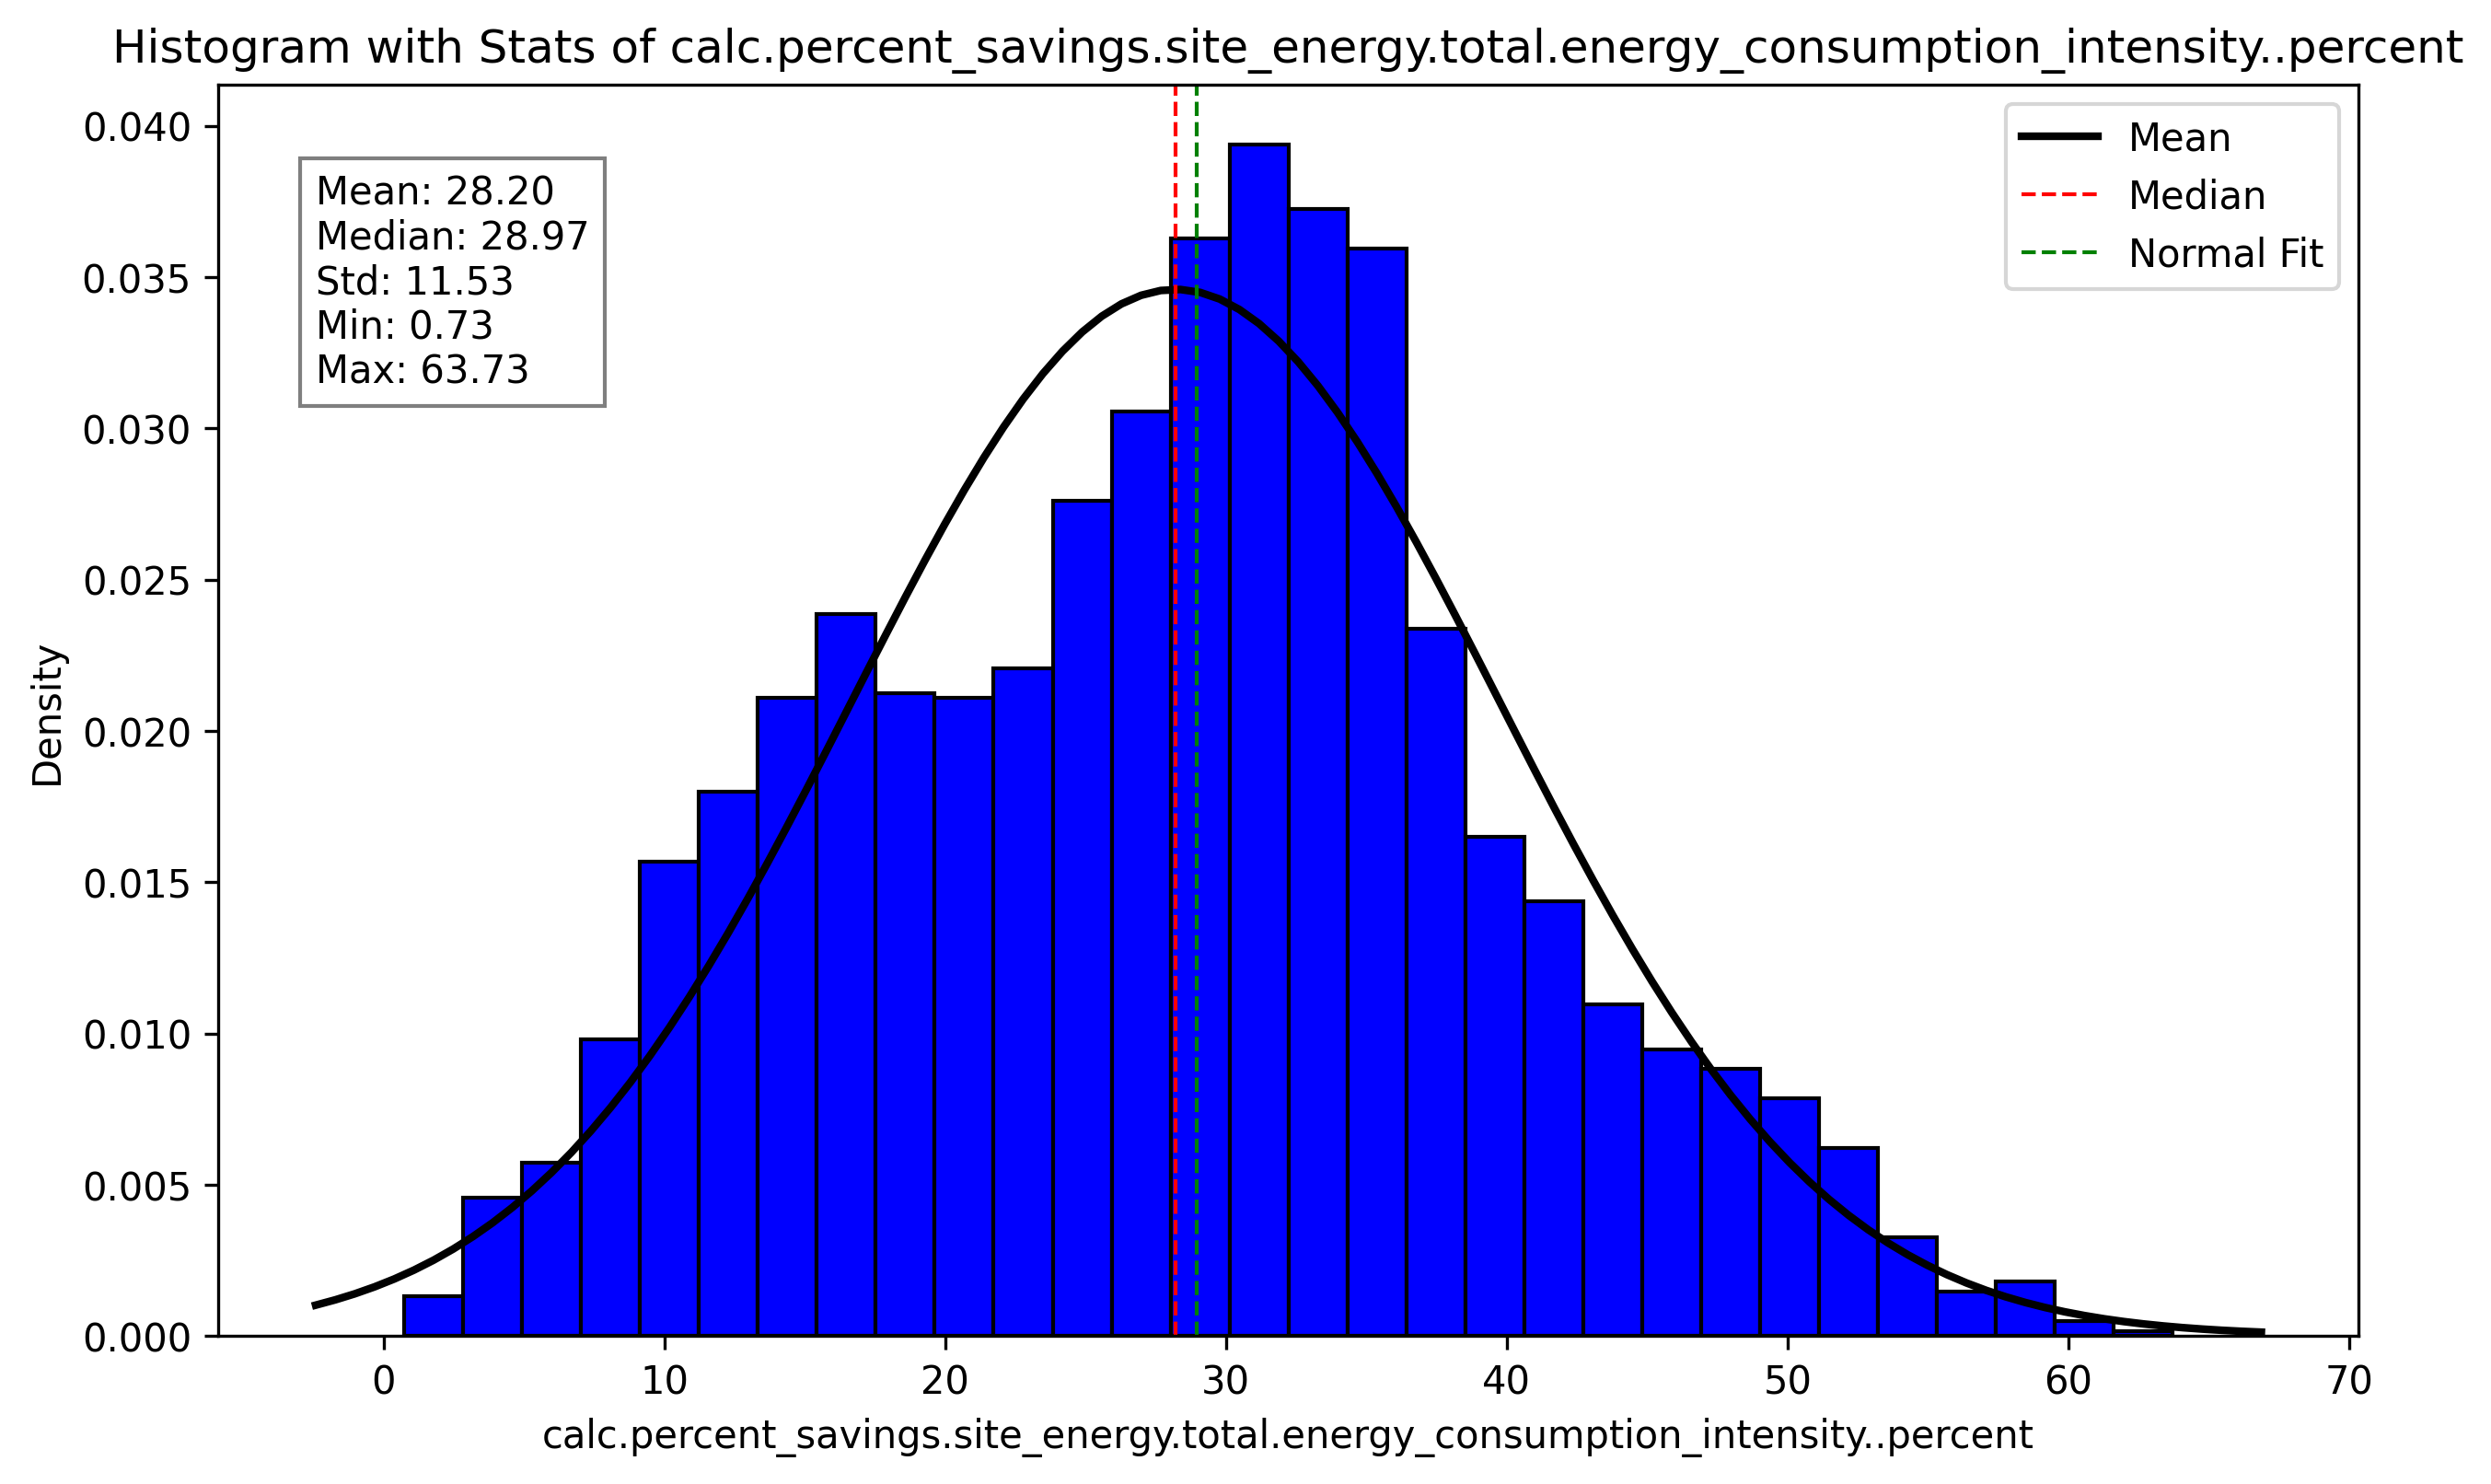 Histogram with Stats of calc.percent_savings.site_energy.total.energy_consumption_intensity..percent
Mean: 28.20
Median: 28.97
Std: 11.53
Min: 0.73
Max: 63.73
Mean
Median
Normal Fit
0.040
0.035
0.030
0.025
0.020
0.015
0.010
0.005
0.000
Density
0 10 20 30 40 50 60 70
calc.percent_savings.site_energy.total.energy_consumption_intensity..percent